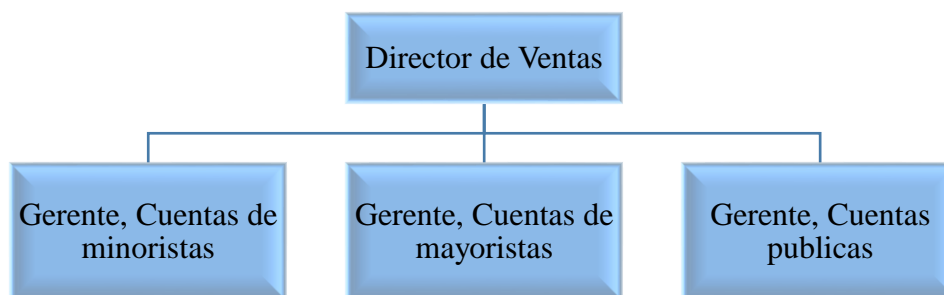 Director de Ventas
Gerente, Cuentas de
minoristas
Gerente, Cuentas de
mayoristas
Gerente, Cuentas
publicas